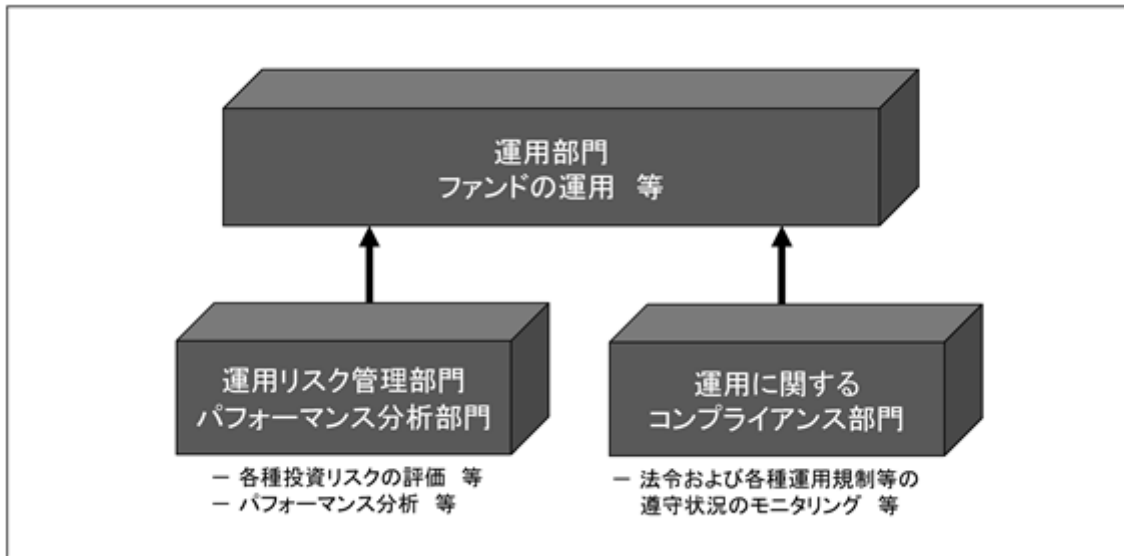 運用部門
ファンドの運用 等
運用リスク管理部門
パフォーマンス分析部門
運用に関する
コンプライアンス部門
－ 各種投資リスクの評価 等
－ パフォーマンス分析 等
－ 法令および各種運用規制等の
遵守状況のモニタリング 等